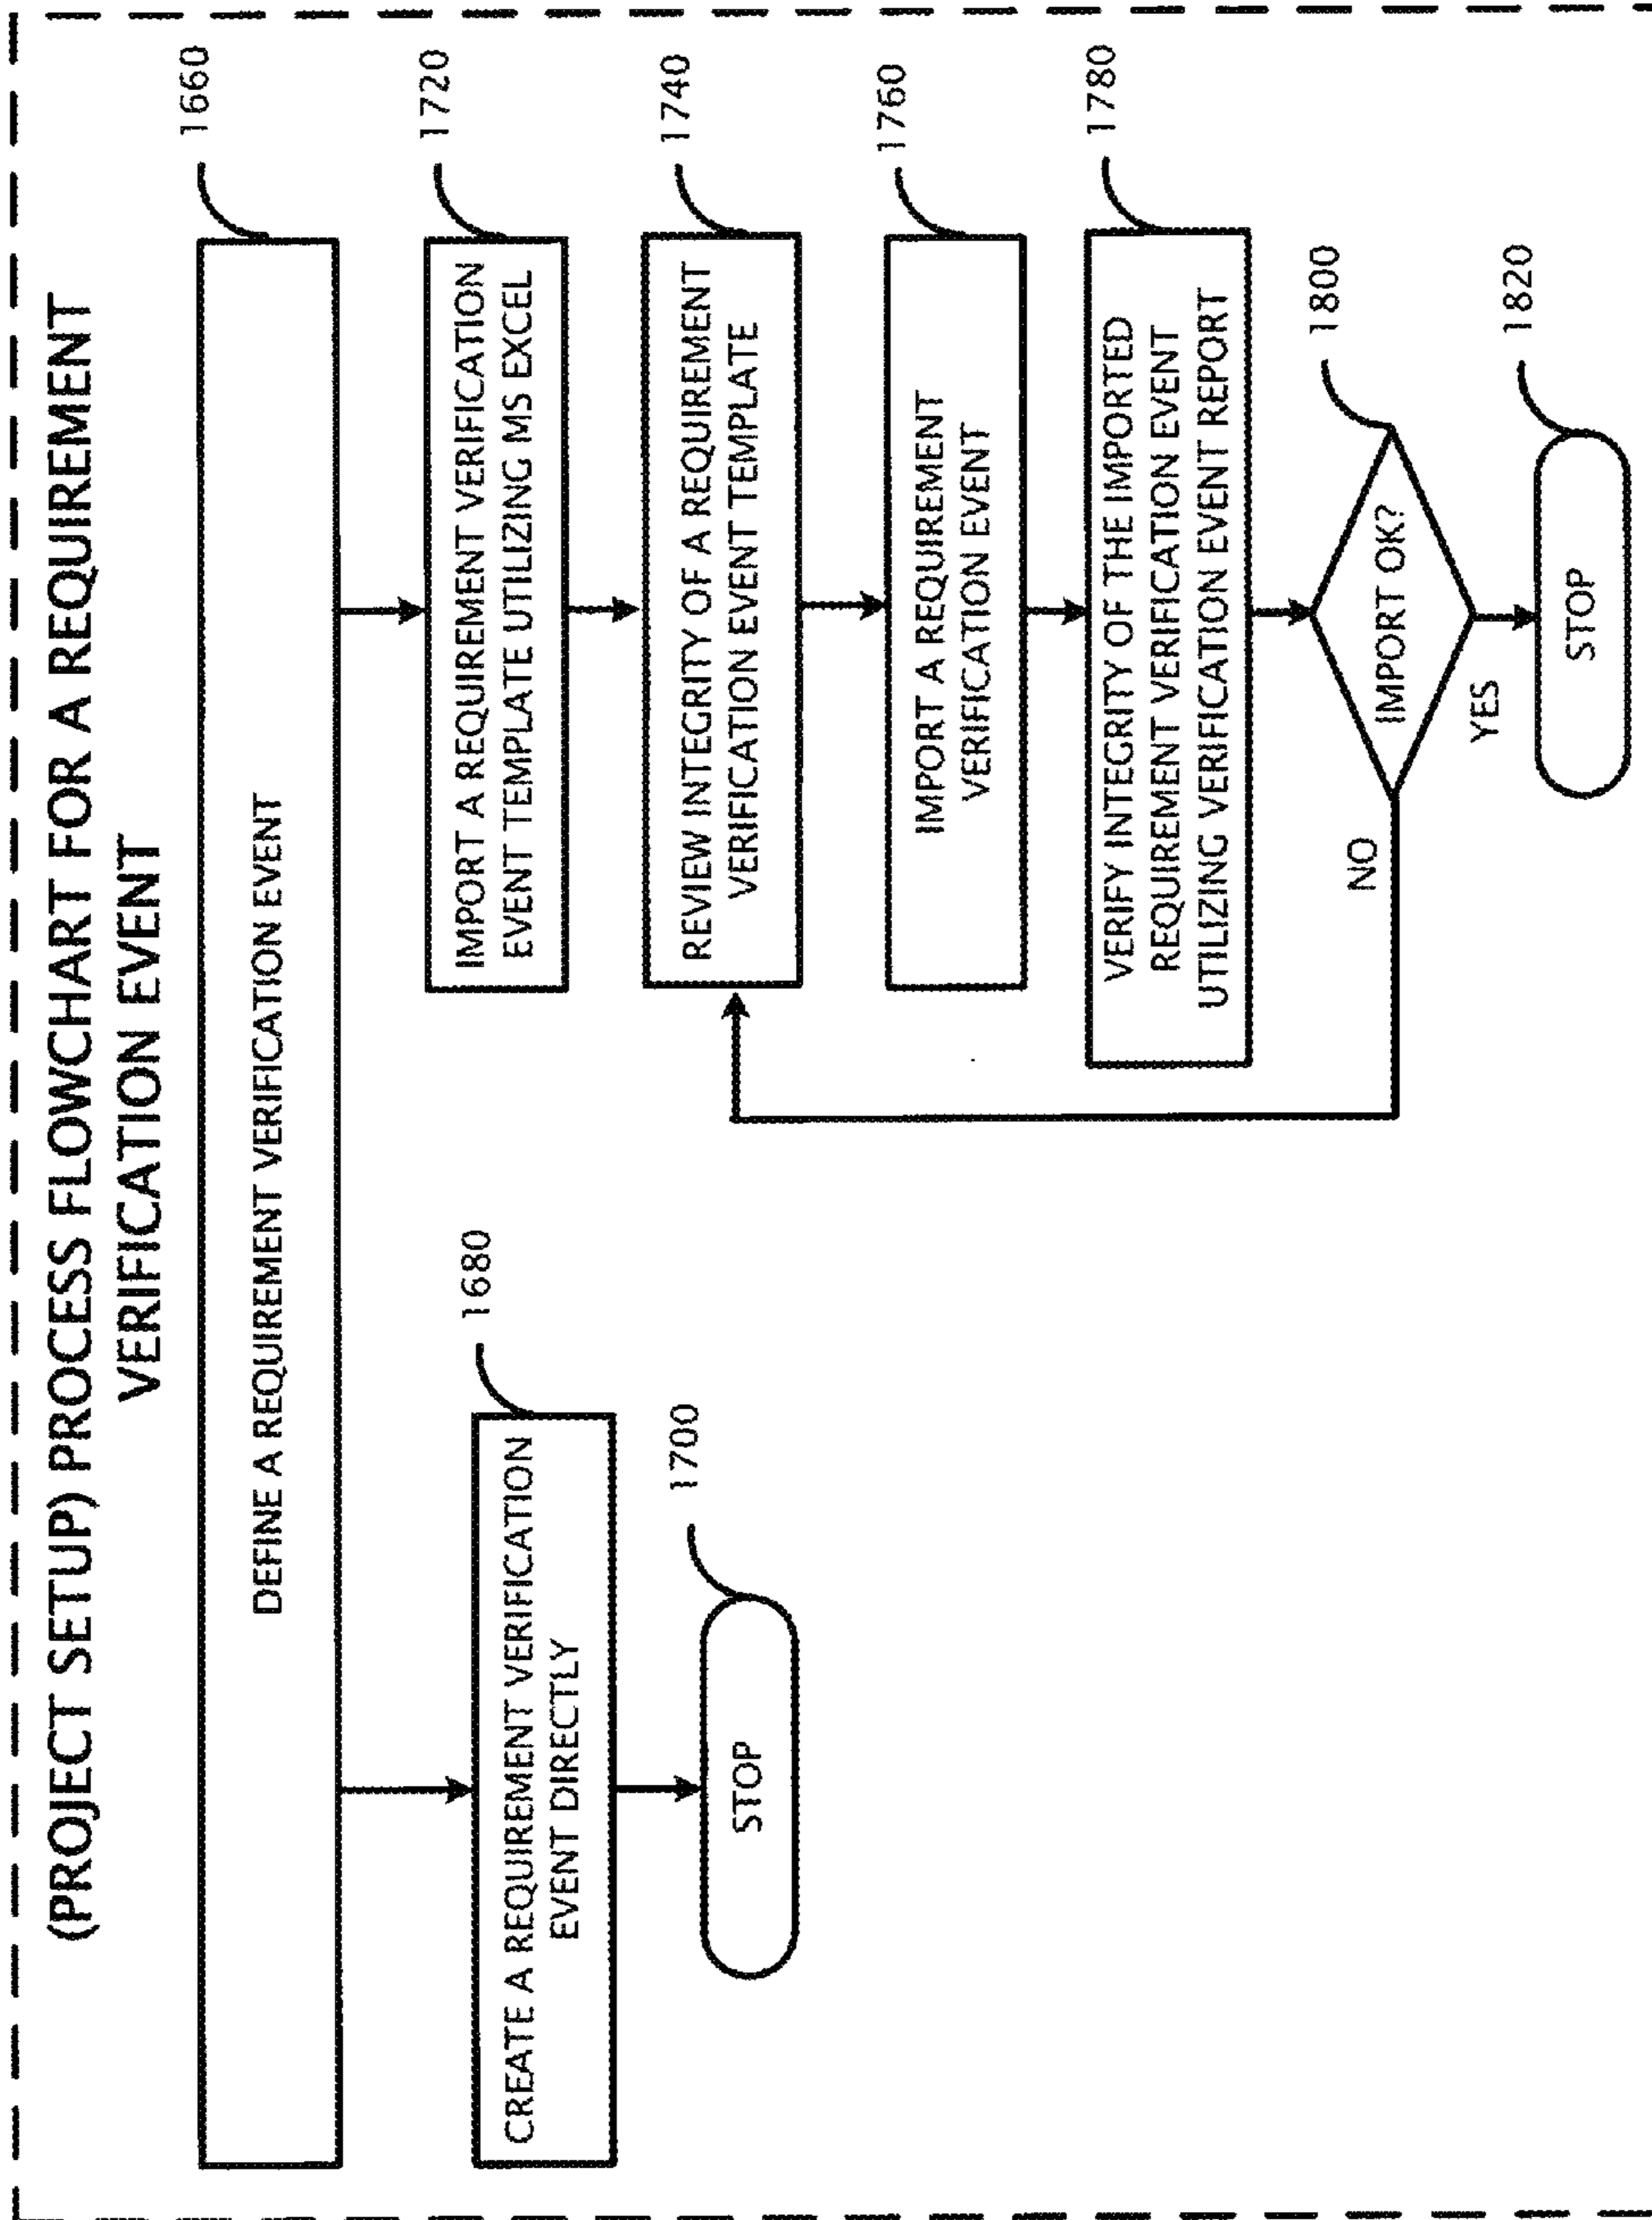 (PROJECT SETUP) PROCESS FLOWCHART FOR A REQUIREMENT
VERIFICATION EVENT
1660
DEFINE A REQUIREMENT VERIFICATION EVENT
1680
CREATE A REQUIREMENT VERIFICATION
EVENT DIRECTLY
1700
STOP
1720
IMPORT A REQUIREMENT VERIFICATION
EVENT TEMPLATE UTILIZING MS EXCEL
1740
REVIEW INTEGRITY OF A REQUIREMENT
VERIFICATION EVENT TEMPLATE
1760
IMPORT A REQUIREMENT
VERIFICATION EVENT
1780
VERIFY INTEGRITY OF THE IMPORTED
REQUIREMENT VERIFICATION EVENT
UTILIZING VERIFICATION EVENT REPORT
1800
IMPORT OK?
NO
YES
1820
STOP